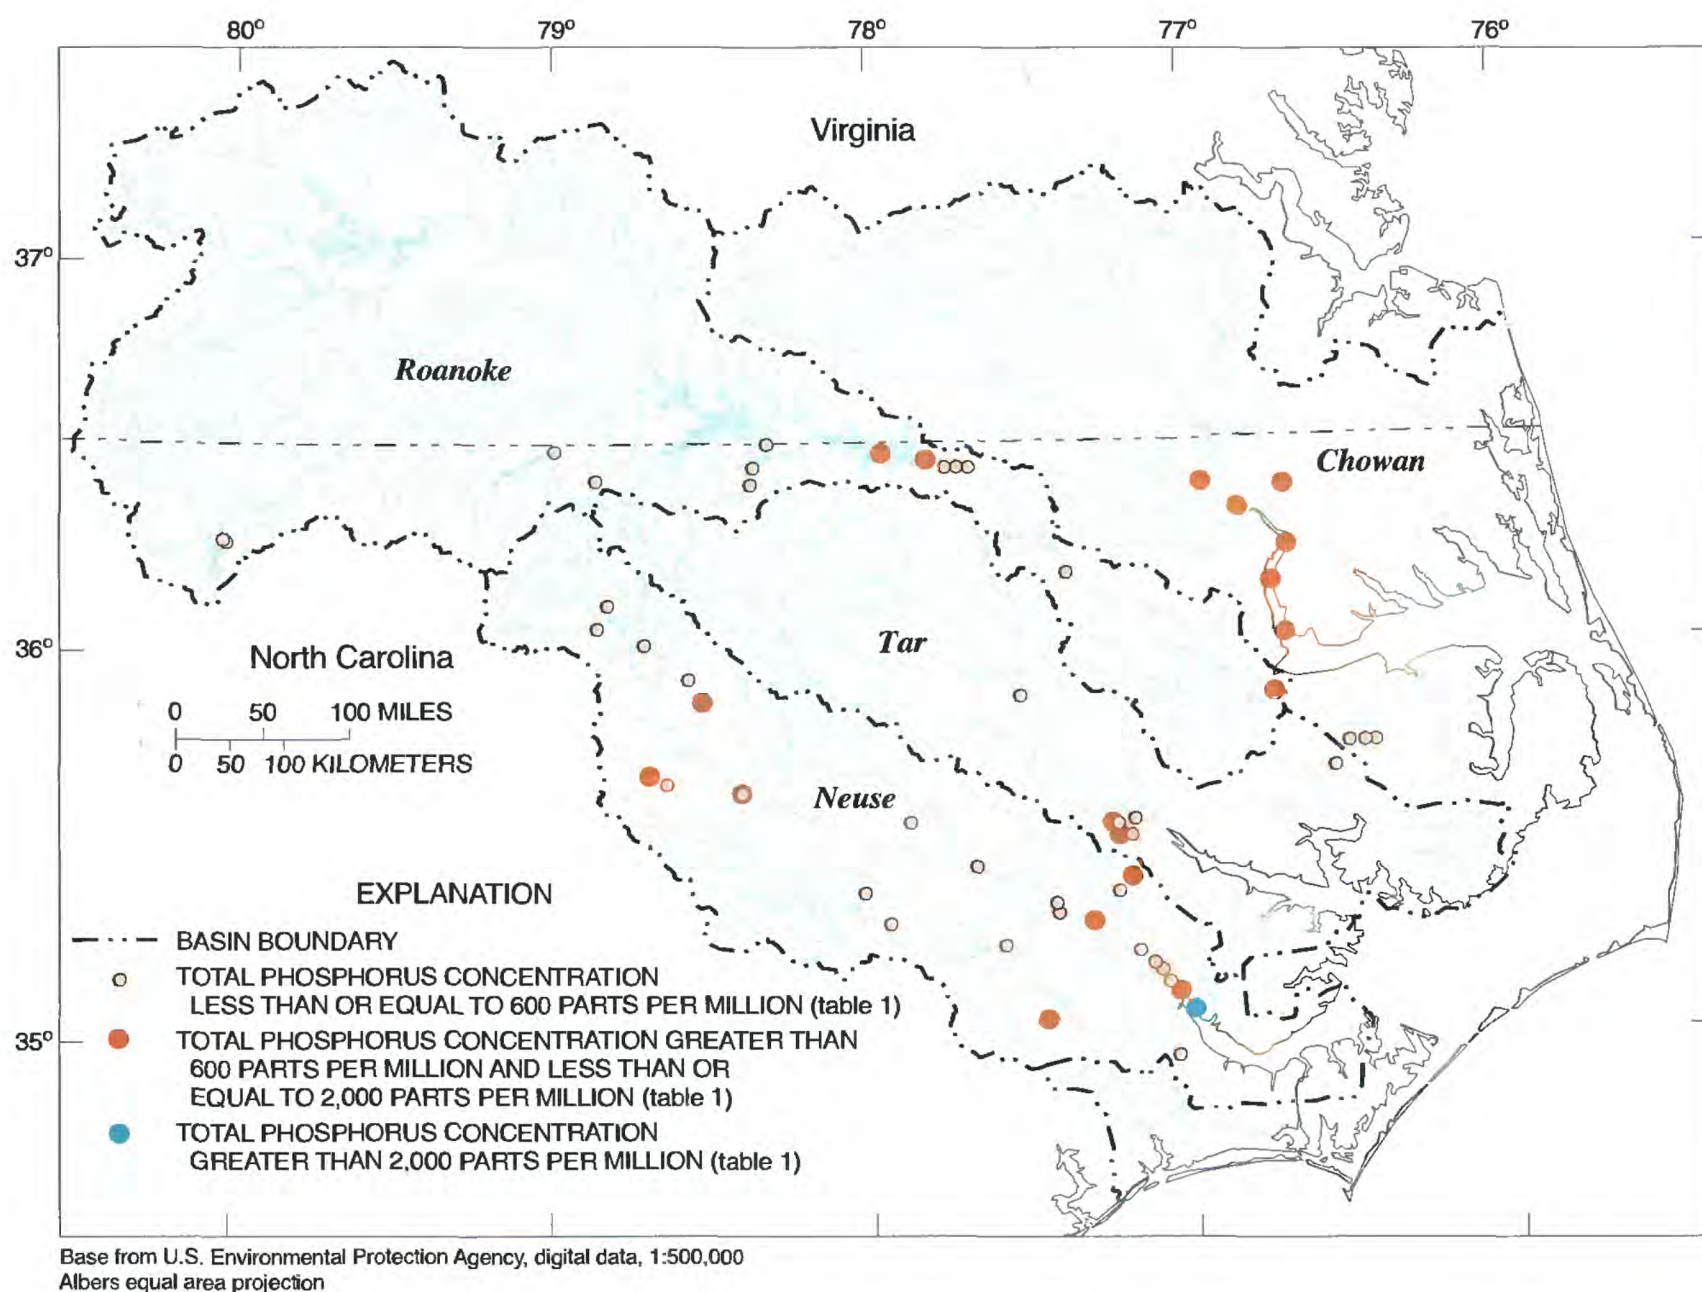 80° 79° 78° 77° 76°
Virginia
37°
Roanoke
Chowan
36°
North Carolina
Tar
0 50 100 MILES
0 50 100 KILOMETERS
Neuse
EXPLANATION
BASIN BOUNDARY
TOTAL PHOSPHORUS CONCENTRATION
LESS THAN OR EQUAL TO 600 PARTS PER MILLION (table 1)
35°
TOTAL PHOSPHORUS CONCENTRATION GREATER THAN
600 PARTS PER MILLION AND LESS THAN OR
EQUAL TO 2,000 PARTS PER MILLION (table 1)
TOTAL PHOSPHORUS CONCENTRATION
GREATER THAN 2,000 PARTS PER MILLION (table 1)
Base from U.S. Environmental Protection Agency, digital data, 1:500,000
Albers equal area projection